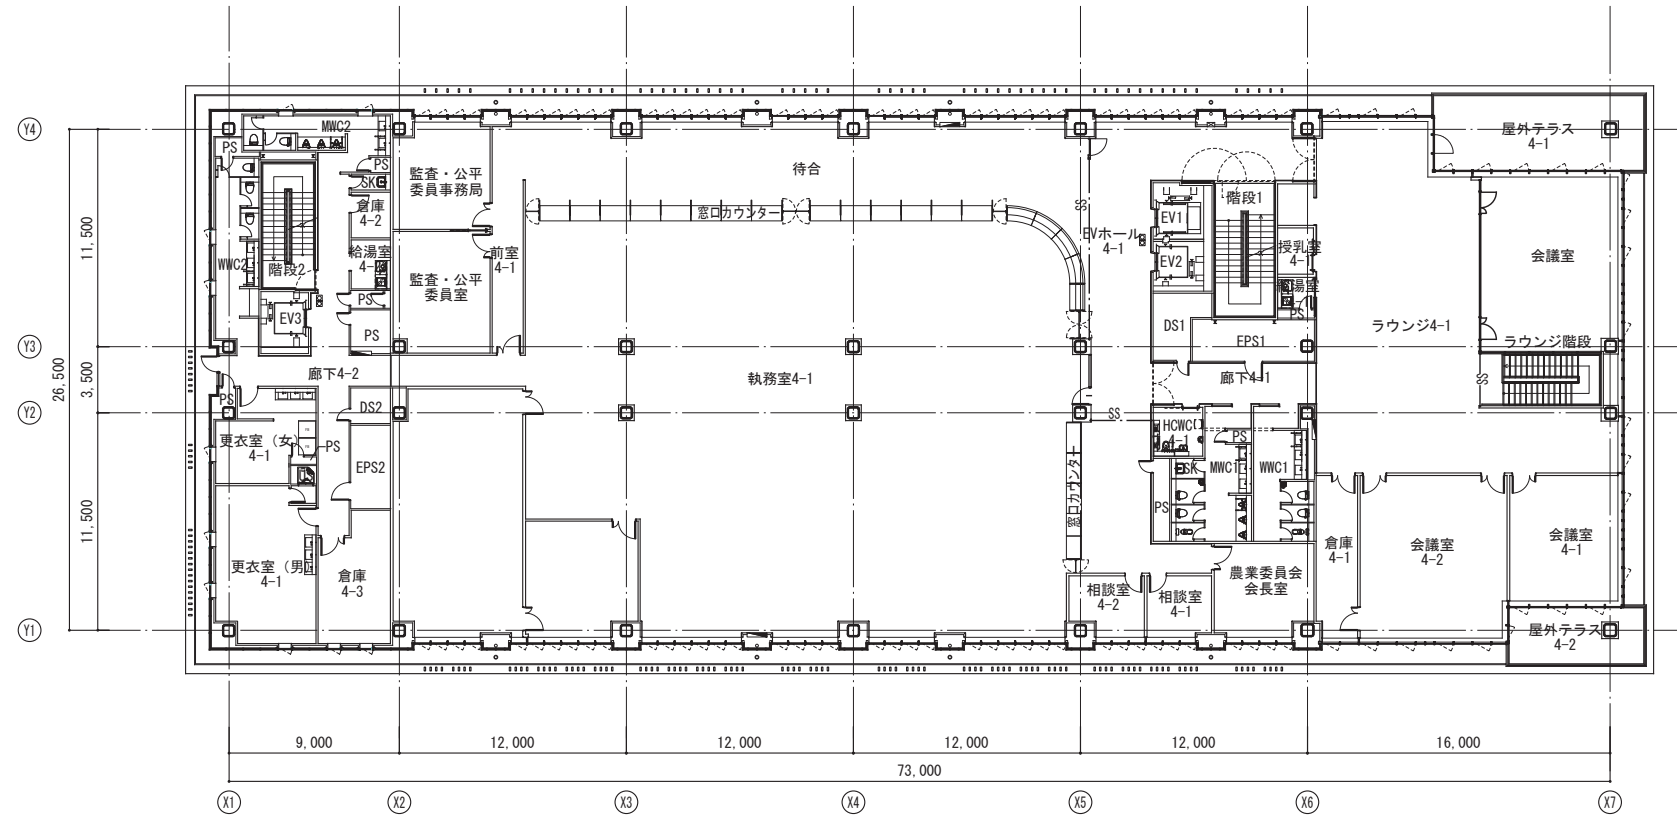 Y4
Y3
Y2
Y1
11,500
3,500
11,500
26,500
MWC2
PS
PS
SK
倉庫
4-2
WWC2
階段2
給湯室
PS
EV3
PS
廊下4-2
PS
DS2
更衣室（女）
4-1
PS
EPS2
更衣室（男
4-1
倉庫
4-3
監査・公平
委員事務局
監査・公平
委員室
前室
4-1
待合
窓口カウンター
執務室4-1
SS
EVホール
4-1
EV1
EV2
階段1
授乳室
4-1
給湯室
PS
DS1
EPS1
廊下4-1
SS
HCWC
4-1
PS
SK
MWC1
WWC1
PS
窓口カウンター
相談室
4-2
相談室
4-1
農業委員会
会長室
屋外テラス
4-1
会議室
ラウンジ4-1
ラウンジ階段
SS
倉庫
4-1
会議室
4-2
会議室
4-1
屋外テラス
4-2
9,000
12,000
12,000
12,000
12,000
16,000
73,000
X1
X2
X3
X4
X5
X6
X7